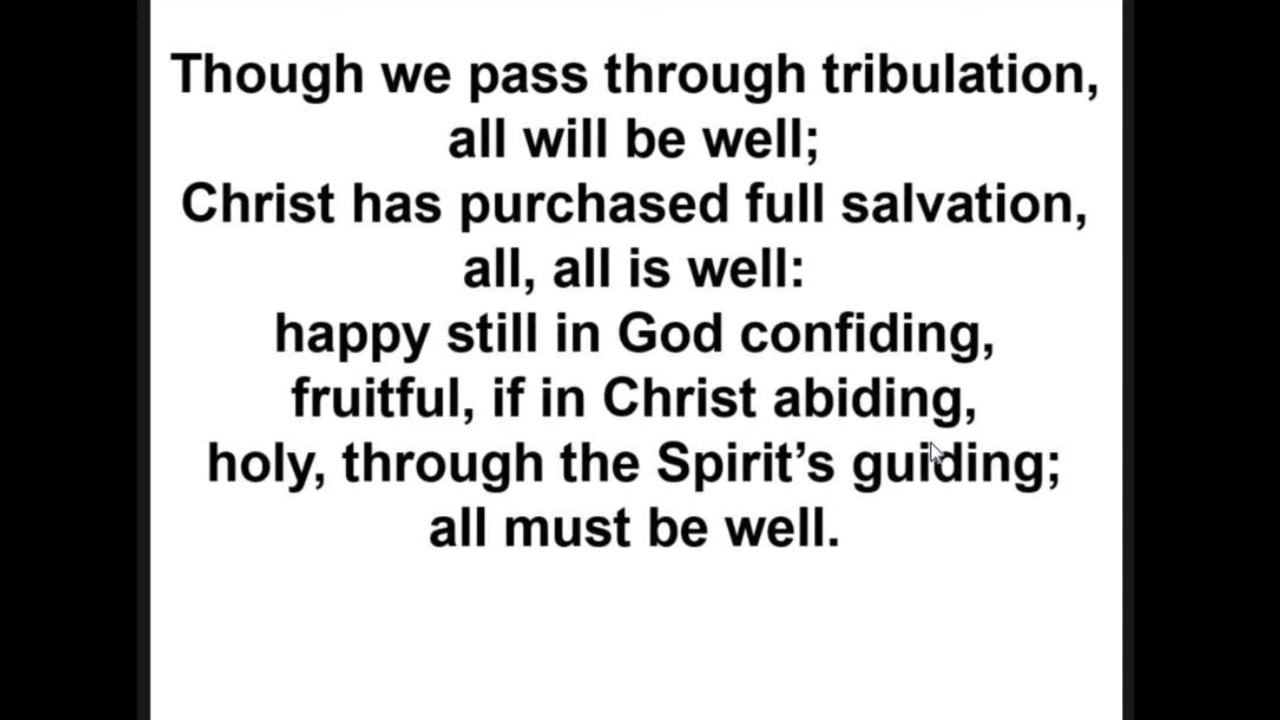 Though we pass through tribulation,
all will be well;
Christ has purchased full salvation,
all, all is well:
happy still in God confiding,
fruitful, if in Christ abiding,
holy, through the Spirit’s guiding;
all must be well.